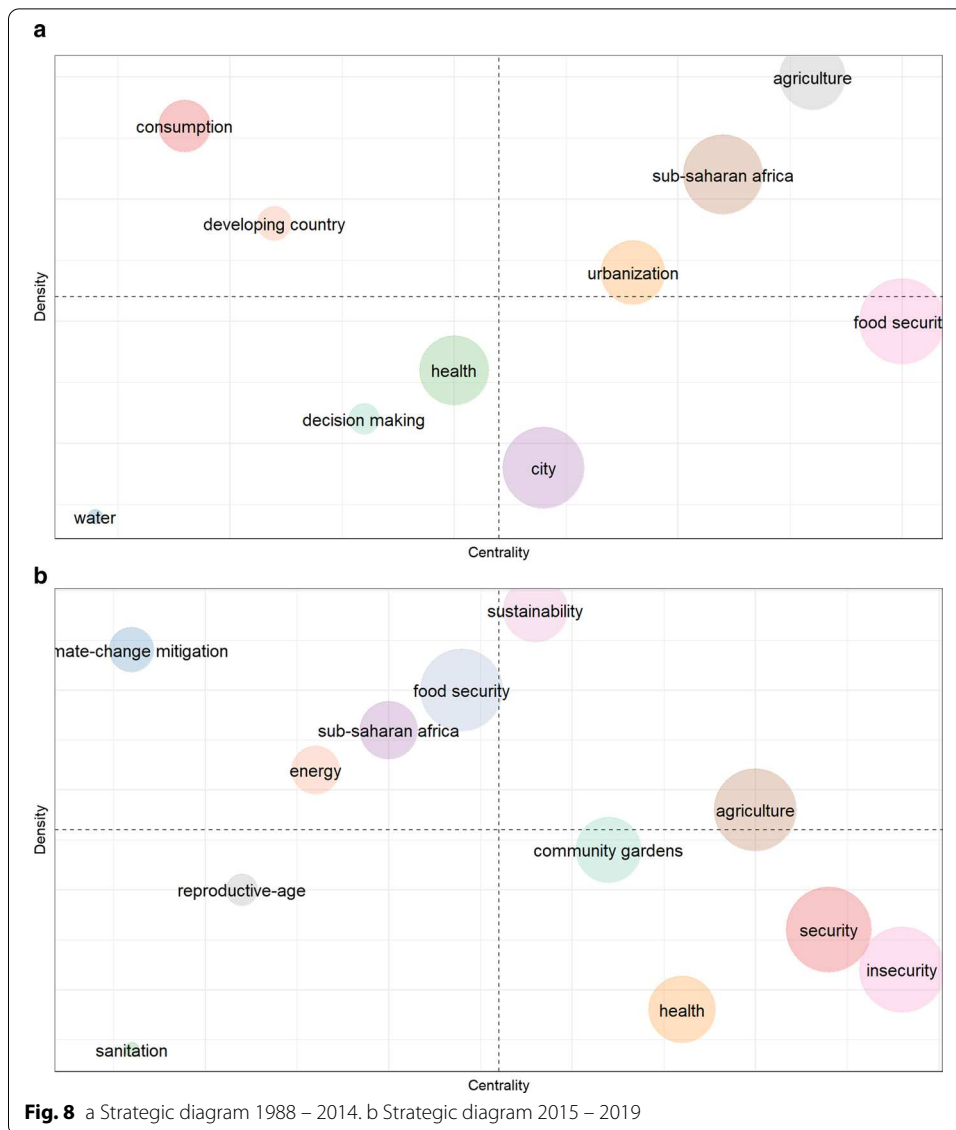 a
agriculture
consumption
sub-saharan africa
developing country
urbanization
food securit
health
decision making
city
water
Density
Centrality
b
sustainability
mate-change mitigation
food security
sub-saharan africa
energy
agriculture
community gardens
reproductive-age
security
insecurity
health
sanitation
Density
Centrality
Fig. 8 a Strategic diagram 1988 – 2014. b Strategic diagram 2015 – 2019